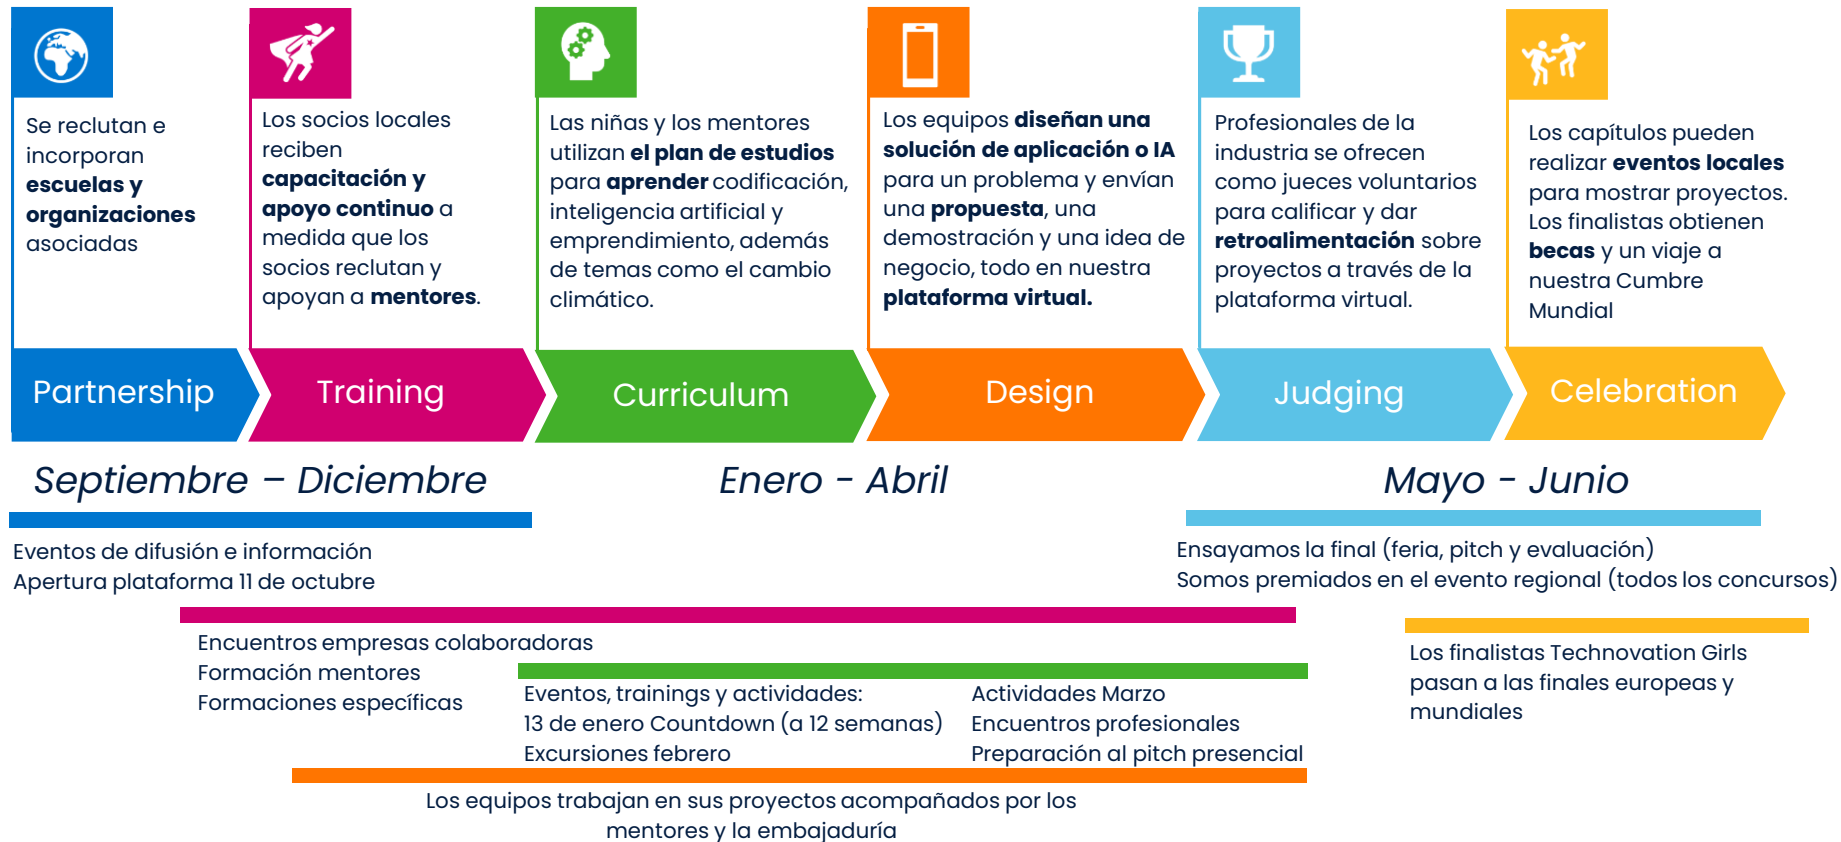 Se reclutan e
incorporan
escuelas y
organizaciones
asociadas
Los socios locales
reciben
capacitación y
apoyo continuo a
medida que los
socios reclutan y
apoyan a mentores.
Las niñas y los mentores
utilizan el plan de estudios
para aprender codificación,
inteligencia artificial y
emprendimiento, además
de temas como el cambio
climático.
Los equipos diseñan una
solución de aplicación o IA
para un problema y envían
una propuesta, una
demostración y una idea de
negocio, todo en nuestra
plataforma virtual.
Profesionales de la
industria se ofrecen
como jueces voluntarios
para calificar y dar
retroalimentación sobre
proyectos a través de la
plataforma virtual.
Los capítulos pueden
realizar eventos locales
para mostrar proyectos.
Los finalistas obtienen
becas y un viaje a
nuestra Cumbre
Mundial
Partnership
Training
Curriculum
Design
Judging
Celebration
Septiembre – Diciembre
Enero - Abril
Mayo - Junio
Eventos de difusión e información
Apertura plataforma 11 de octubre
Ensayamos la final (feria, pitch y evaluación)
Somos premiados en el evento regional (todos los concursos)
Encuentros empresas colaboradoras
Formación mentores
Formaciones específicas
Eventos, trainings y actividades:
13 de enero Countdown (a 12 semanas)
Excursiones febrero
Actividades Marzo
Encuentros profesionales
Preparación al pitch presencial
Los finalistas Technovation Girls
pasan a las finales europeas y
mundiales
Los equipos trabajan en sus proyectos acompañados por los
mentores y la embajaduría